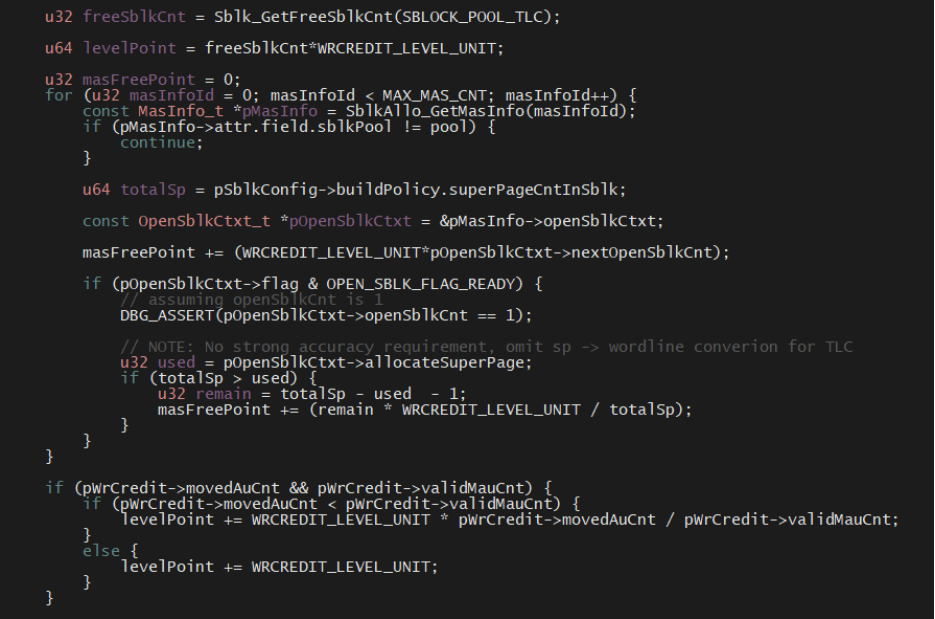 u32 freeSblkCnt = Sblk_GetFreeSblkCnt(SBLOCK_POOL_TLC);
u64 levelPoint = freeSblkCnt*WRCREDIT_LEVEL_UNIT;
u32 masFreePoint = 0;
for (u32 masInfoId = 0; masInfoId < MAX_MAS_CNT; masInfoId++) {
const MasInfo_t *pMasInfo = SblkAllo_GetMasInfo(masInfoId);
if (pMasInfo->attr.field.sblkPool != pool) {
continue;
}
u64 totalSp = pSblkConfig->buildPolicy.superPageCntInSblk;
const OpenSblkCtxt_t *pOpenSblkCtxt = &pMasInfo->openSblkCtxt;
masFreePoint += (WRCREDIT_LEVEL_UNIT*pOpenSblkCtxt->nextOpenSblkCnt);
if (pOpenSblkCtxt->flag & OPEN_SBLK_FLAG_READY) {
// assuming openSblkCnt is 1
DBG_ASSERT(pOpenSblkCtxt->openSblkCnt == 1);
// NOTE: No strong accuracy requirement, omit sp -> wordline converion for TLC
u32 used = pOpenSblkCtxt->allocateSuperPage;
if (totalSp > used) {
u32 remain = totalSp - used  - 1;
masFreePoint += (remain * WRCREDIT_LEVEL_UNIT / totalSp);
}
}
}
if (pWrCredit->movedAuCnt && pWrCredit->validMauCnt) {
if (pWrCredit->movedAuCnt < pWrCredit->validMauCnt) {
levelPoint += WRCREDIT_LEVEL_UNIT * pWrCredit->movedAuCnt / pWrCredit->validMauCnt;
}
else {
levelPoint += WRCREDIT_LEVEL_UNIT;
}
}